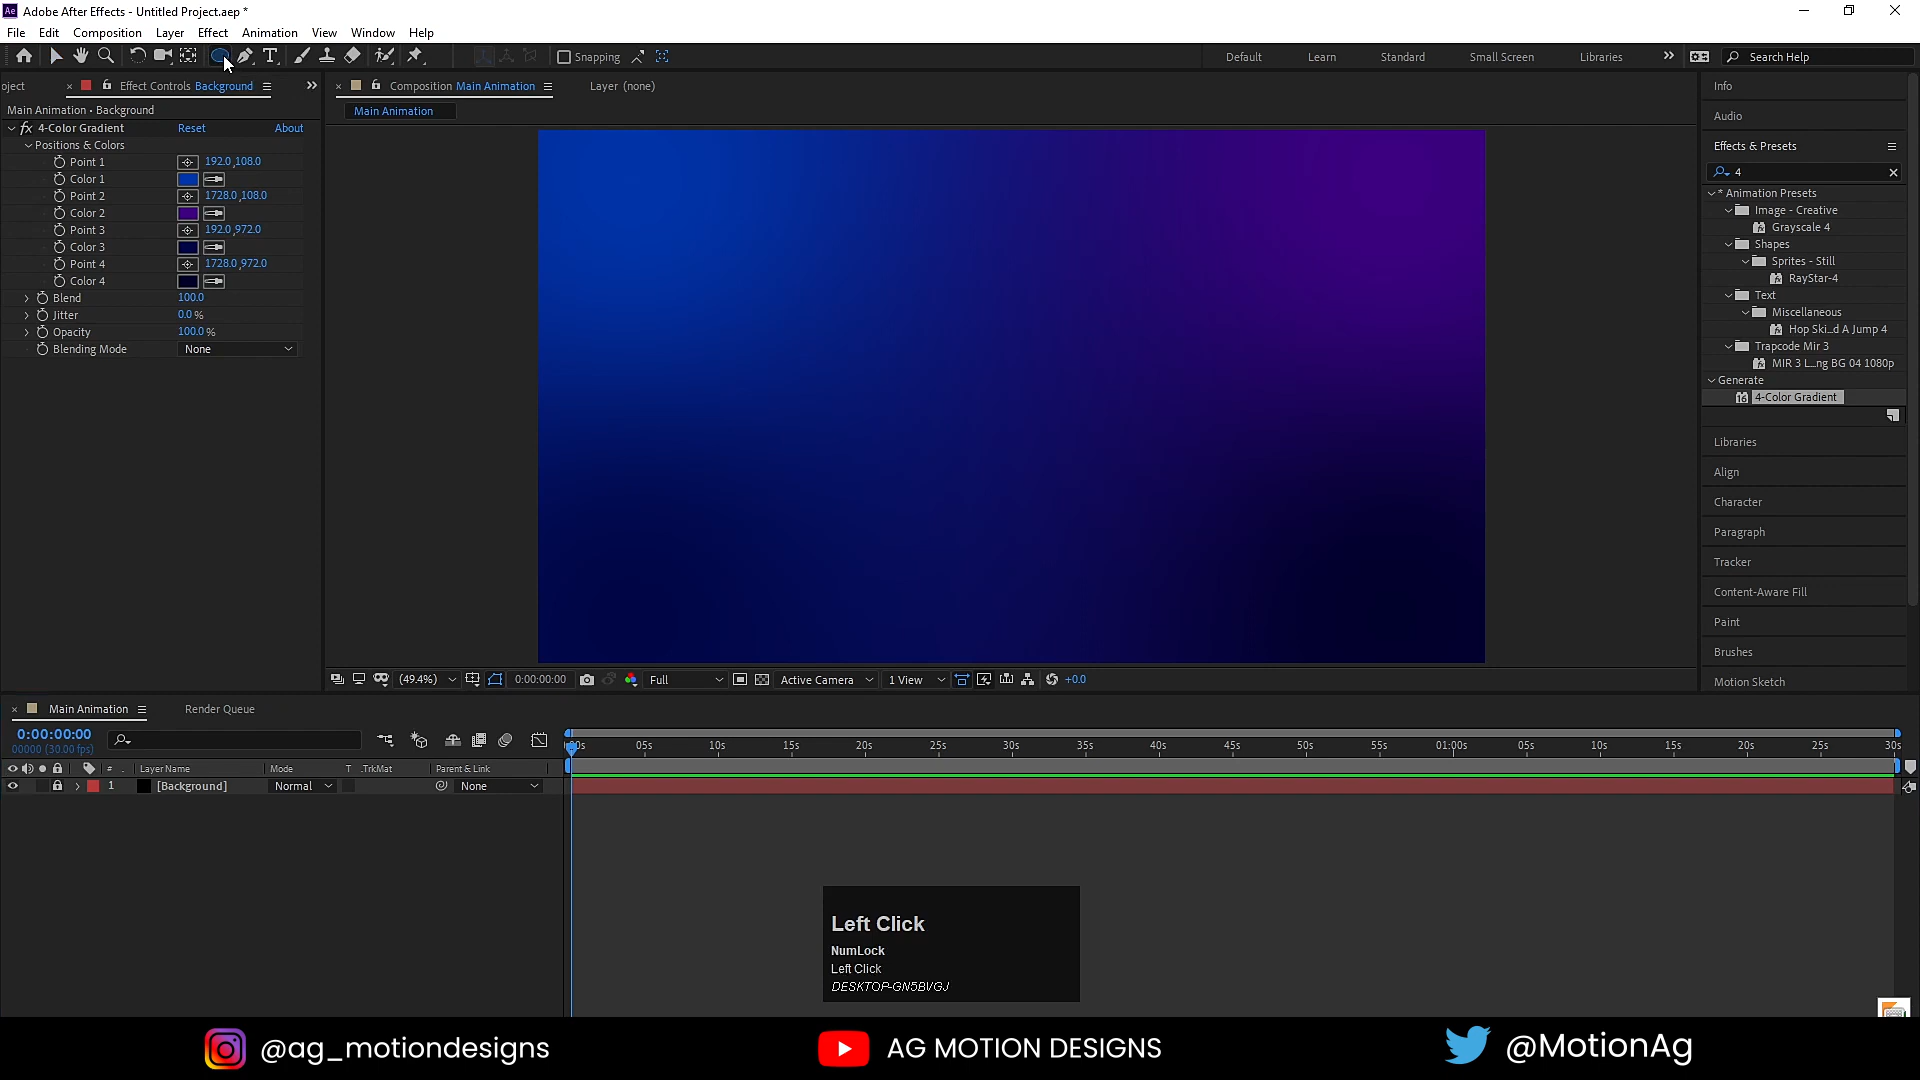 Ae Adobe After Effects - Untitled Project.aep *
File Edit Composition Layer Effect Animation View Window Help
Snapping Default Learn Standard Small Screen Libraries Search Help
oject Effect Controls Background Composition Main Animation Layer (none) Info
Main Animation • Background Main Animation
Audio
fx 4-Color Gradient Reset About
Positions & Colors
Point 1 192.0,108.0
Color 1
Point 2 1728.0,108.0
Color 2
Point 3 192.0,972.0
Color 3
Point 4 1728.0,972.0
Color 4
Blend 100.0
Jitter 0.0 %
Opacity 100.0 %
Blending Mode None
Effects & Presets
4
* Animation Presets
Image - Creative
Grayscale 4
Shapes
Sprites - Still
RayStar-4
Text
Miscellaneous
Hop Ski...d A Jump 4
Trapcode Mir 3
MIR 3 L...ng BG 04 1080p
Generate
4-Color Gradient
Libraries
Align
Character
Paragraph
Tracker
Content-Aware Fill
Paint
Brushes
Motion Sketch
(49.4%) 0:00:00:00 Full Active Camera 1 View +0.0
Main Animation Render Queue
0:00:00:00
00000 (30.00 fps)
00s 05s 10s 15s 20s 25s 30s 35s 40s 45s 50s 55s 01:00s 05s 10s 15s 20s 25s 30s
# Layer Name Mode T .TrkMat Parent & Link
1 [Background] Normal None
Left Click
NumLock
Left Click
DESKTOP-GN5BVGJ
@ag_motiondesigns AG MOTION DESIGNS @MotionAg